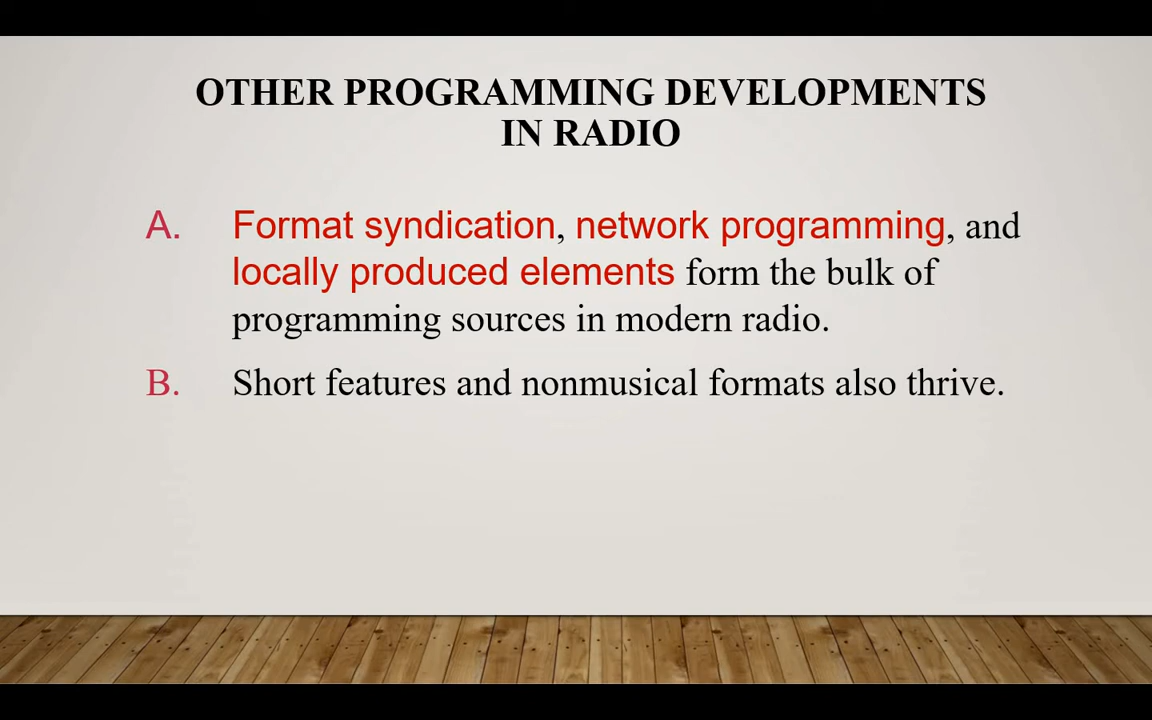 OTHER PROGRAMMING DEVELOPMENTS
IN RADIO
A. Format syndication, network programming, and
locally produced elements form the bulk of
programming sources in modern radio.
B. Short features and nonmusical formats also thrive.